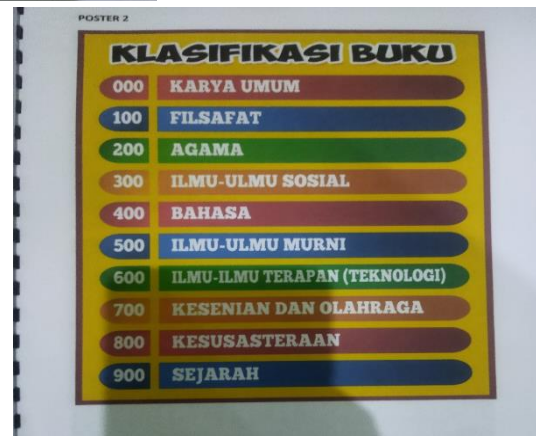 POSTER 2
KLASIFIKASI BUKU
000 KARYA UMUM
100 FILSAFAT
200 AGAMA
300 ILMU-ULMU SOSIAL
400 BAHASA
500 ILMU-ULMU MURNI
600 ILMU-ILMU TERAPAN (TEKNOLOGI)
700 KESENIAN DAN OLAHRAGA
800 KESUSASTERAAN
900 SEJARAH